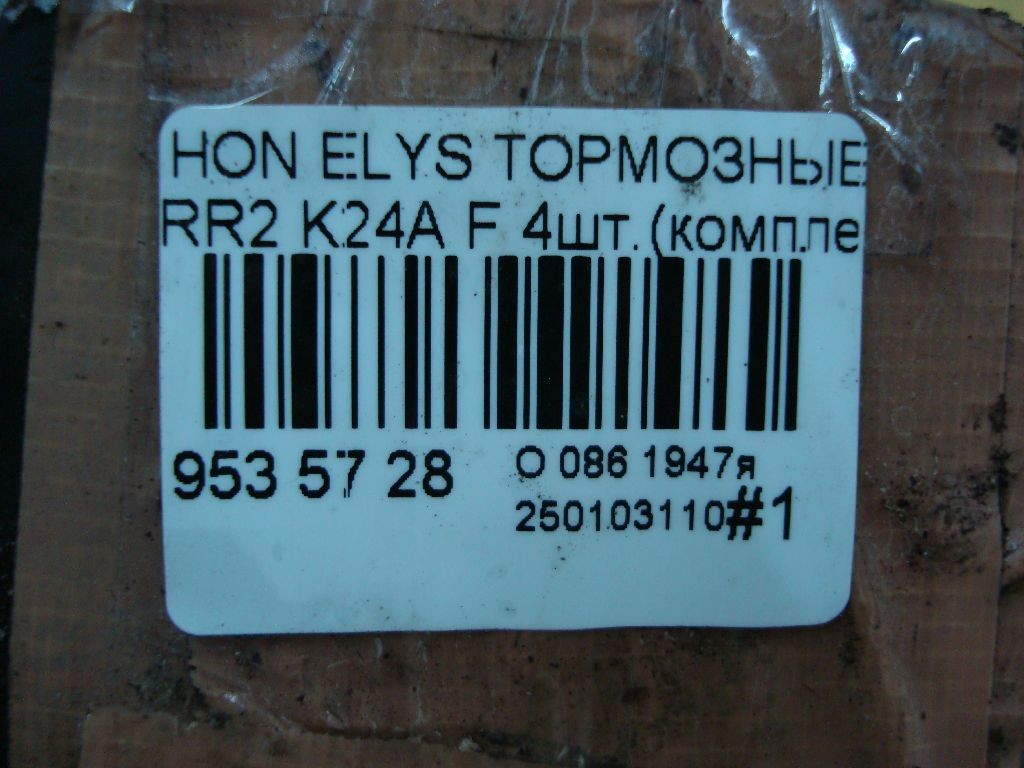 HON ELYS ТОРМОЗНЫЕ
RR2 K24A F 4шт. (компле
953 57 28
О 086 1947я
250103110#1